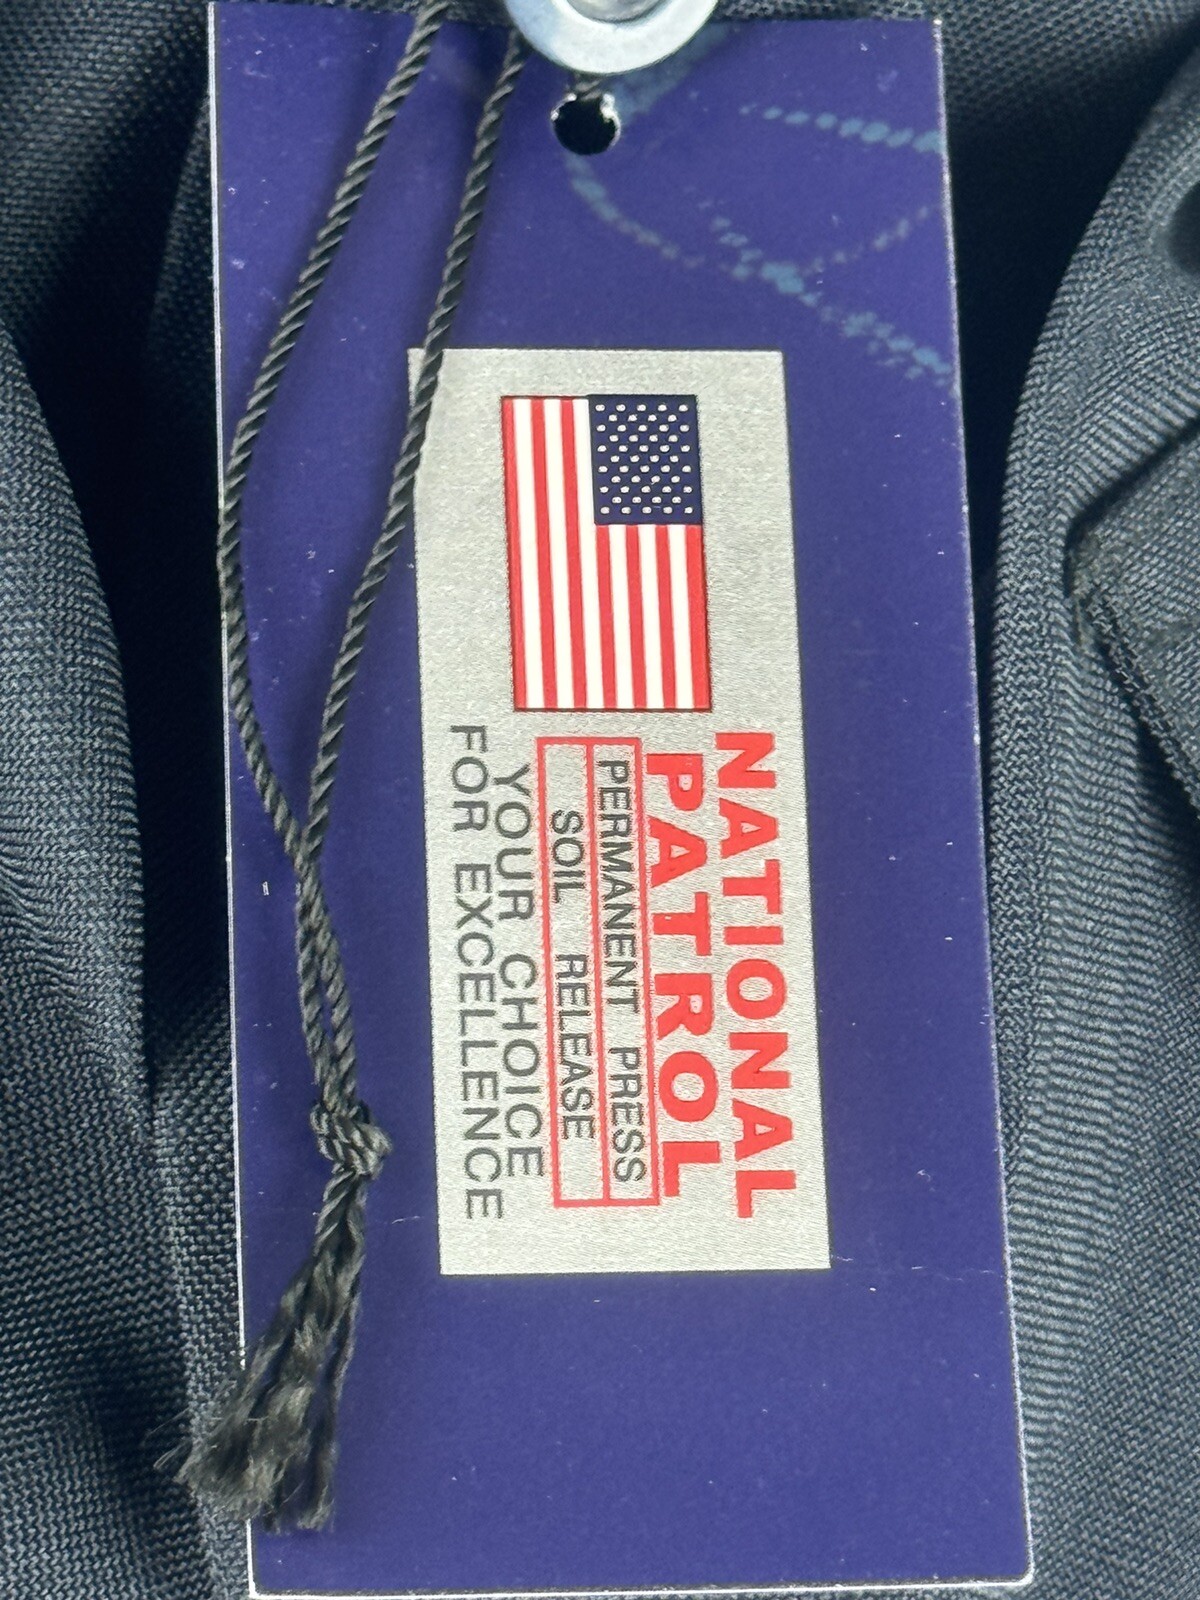 NATIONAL
PATROL
PERMANENT PRESS
SOIL RELEASE
YOUR CHOICE
FOR EXCELLENCE